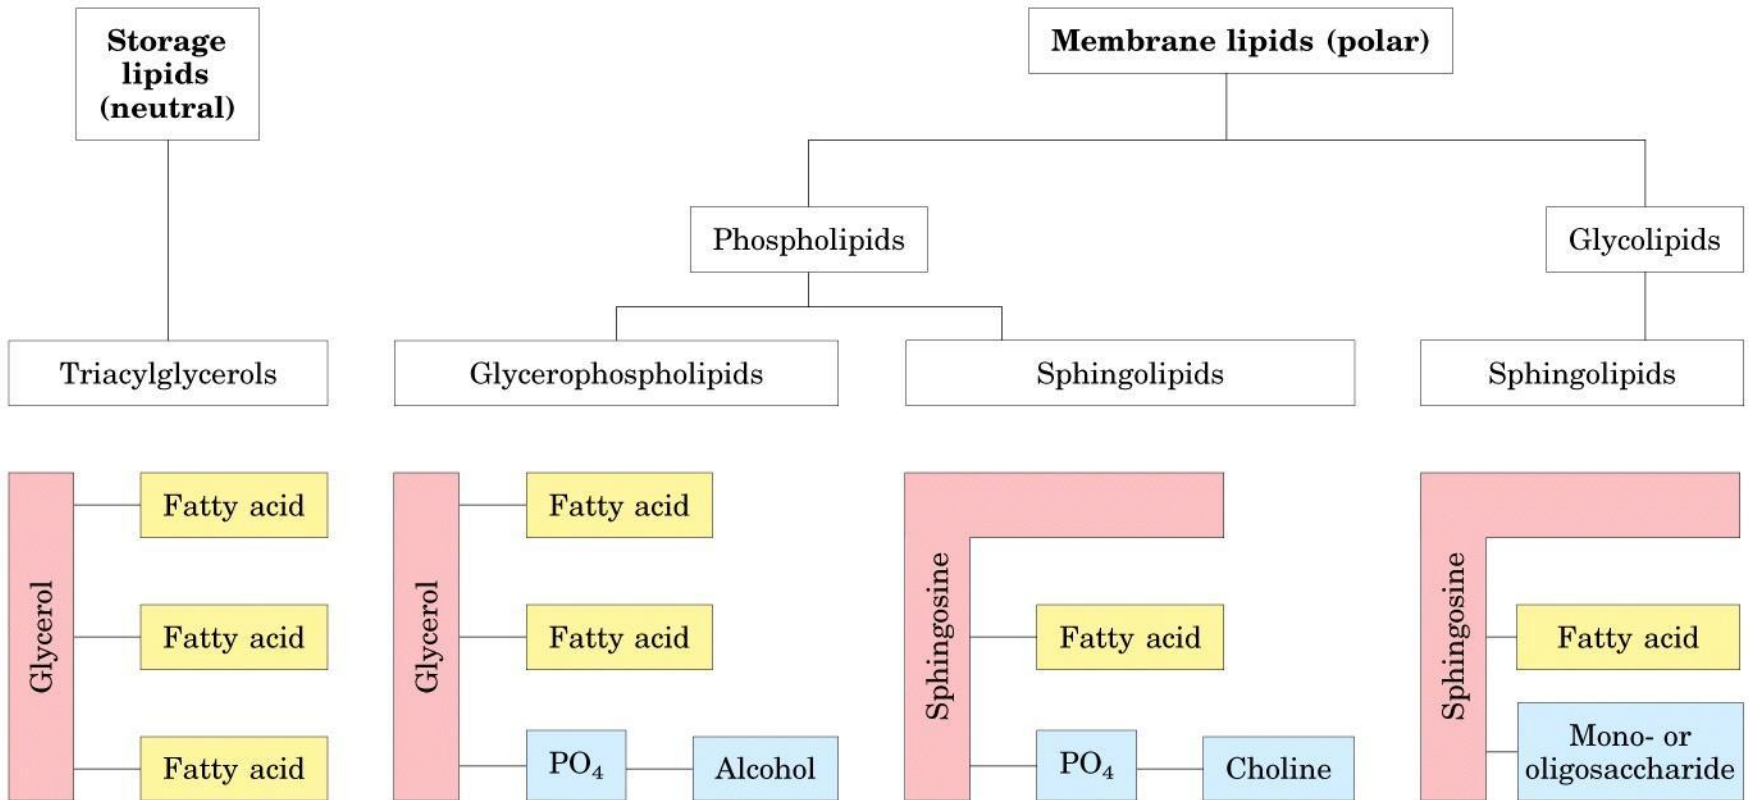 Storage
lipids
(neutral)
Membrane lipids (polar)
Phospholipids
Glycolipids
Triacylglycerols
Glycerophospholipids
Sphingolipids
Sphingolipids
Glycerol
Fatty acid
Fatty acid
Fatty acid
Glycerol
Fatty acid
Fatty acid
PO₄
Alcohol
Sphingosine
Fatty acid
PO₄
Choline
Sphingosine
Fatty acid
Mono- or
oligosaccharide